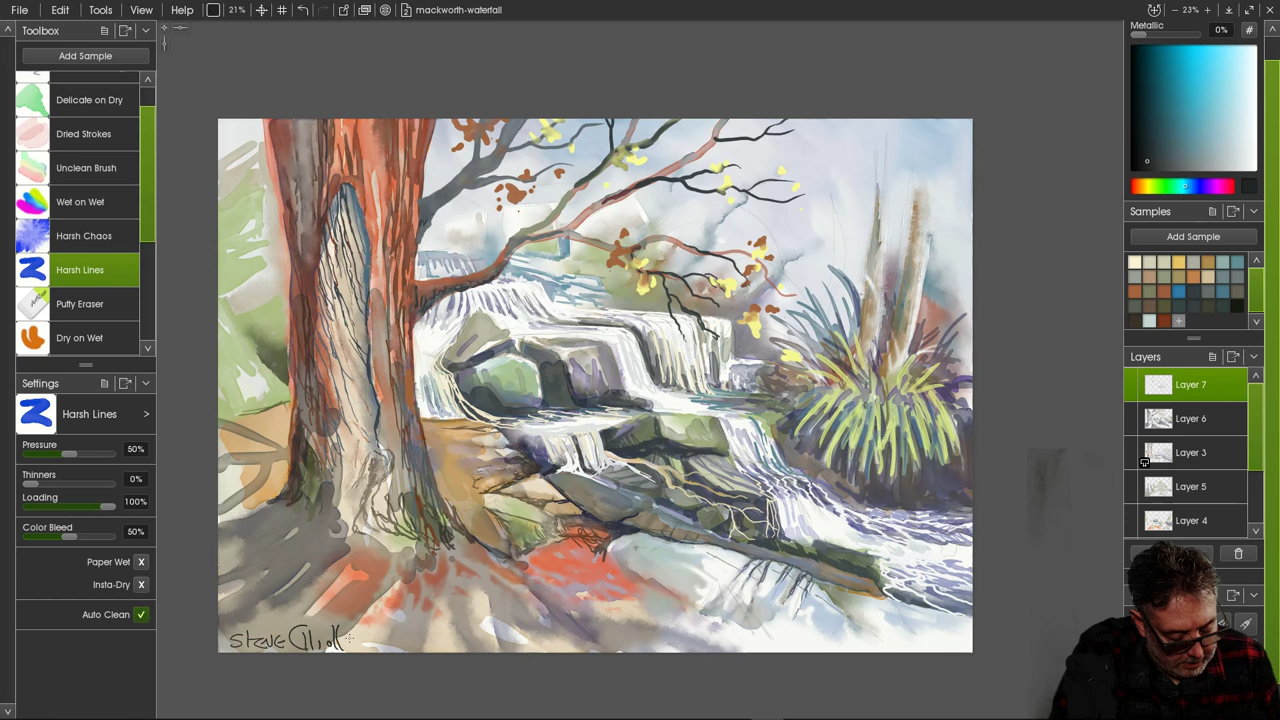 File Edit Tools View Help 21% mackworth-waterfall 23%
Toolbox
Add Sample
Delicate on Dry
Dried Strokes
Unclean Brush
Wet on Wet
Harsh Chaos
Harsh Lines
Putty Eraser
Dry on Wet
Settings
Harsh Lines >
Pressure
50%
Thinners
0%
Loading
100%
Color Bleed
50%
Paper Wet X
Insta-Dry X
Auto Clean
Metallic
0% #
Samples
Add Sample
Layers
Layer 7
Layer 6
Layer 3
Layer 5
Layer 4
Steve Elliott